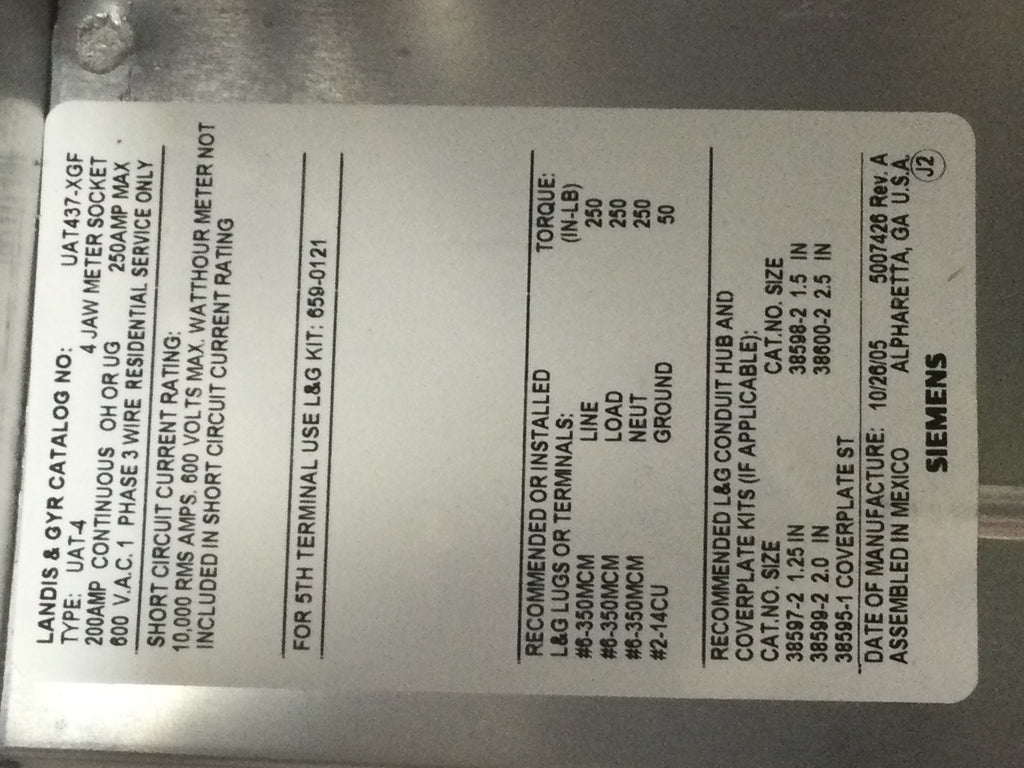 LANDIS & GYR CATALOG NO: UAT437-XGF
TYPE: UAT-4 4 JAW METER SOCKET
200AMP CONTINUOUS OH OR UG 250AMP MAX
600 V.A.C. 1 PHASE 3 WIRE RESIDENTIAL SERVICE ONLY
SHORT CIRCUIT CURRENT RATING:
10,000 RMS AMPS. 600 VOLTS MAX. WATTHOUR METER NOT
INCLUDED IN SHORT CIRCUIT CURRENT RATING
FOR 5TH TERMINAL USE L&G KIT: 659-0121
RECOMMENDED OR INSTALLED TORQUE:
L&G LUGS OR TERMINALS: (IN-LB)
#6-350MCM LINE 250
#6-350MCM LOAD 250
#6-350MCM NEUT 250
#2-14CU GROUND 50
RECOMMENDED L&G CONDUIT HUB AND
COVERPLATE KITS (IF APPLICABLE):
CAT.NO. SIZE CAT.NO. SIZE
38597-2 1.25 IN 38598-2 1.5 IN
38599-2 2.0 IN 38600-2 2.5 IN
38595-1 COVERPLATE ST
DATE OF MANUFACTURE: 10/26/05 5007426 Rev. A
ASSEMBLED IN MEXICO ALPHARETTA, GA U.S.A.
J2
SIEMENS